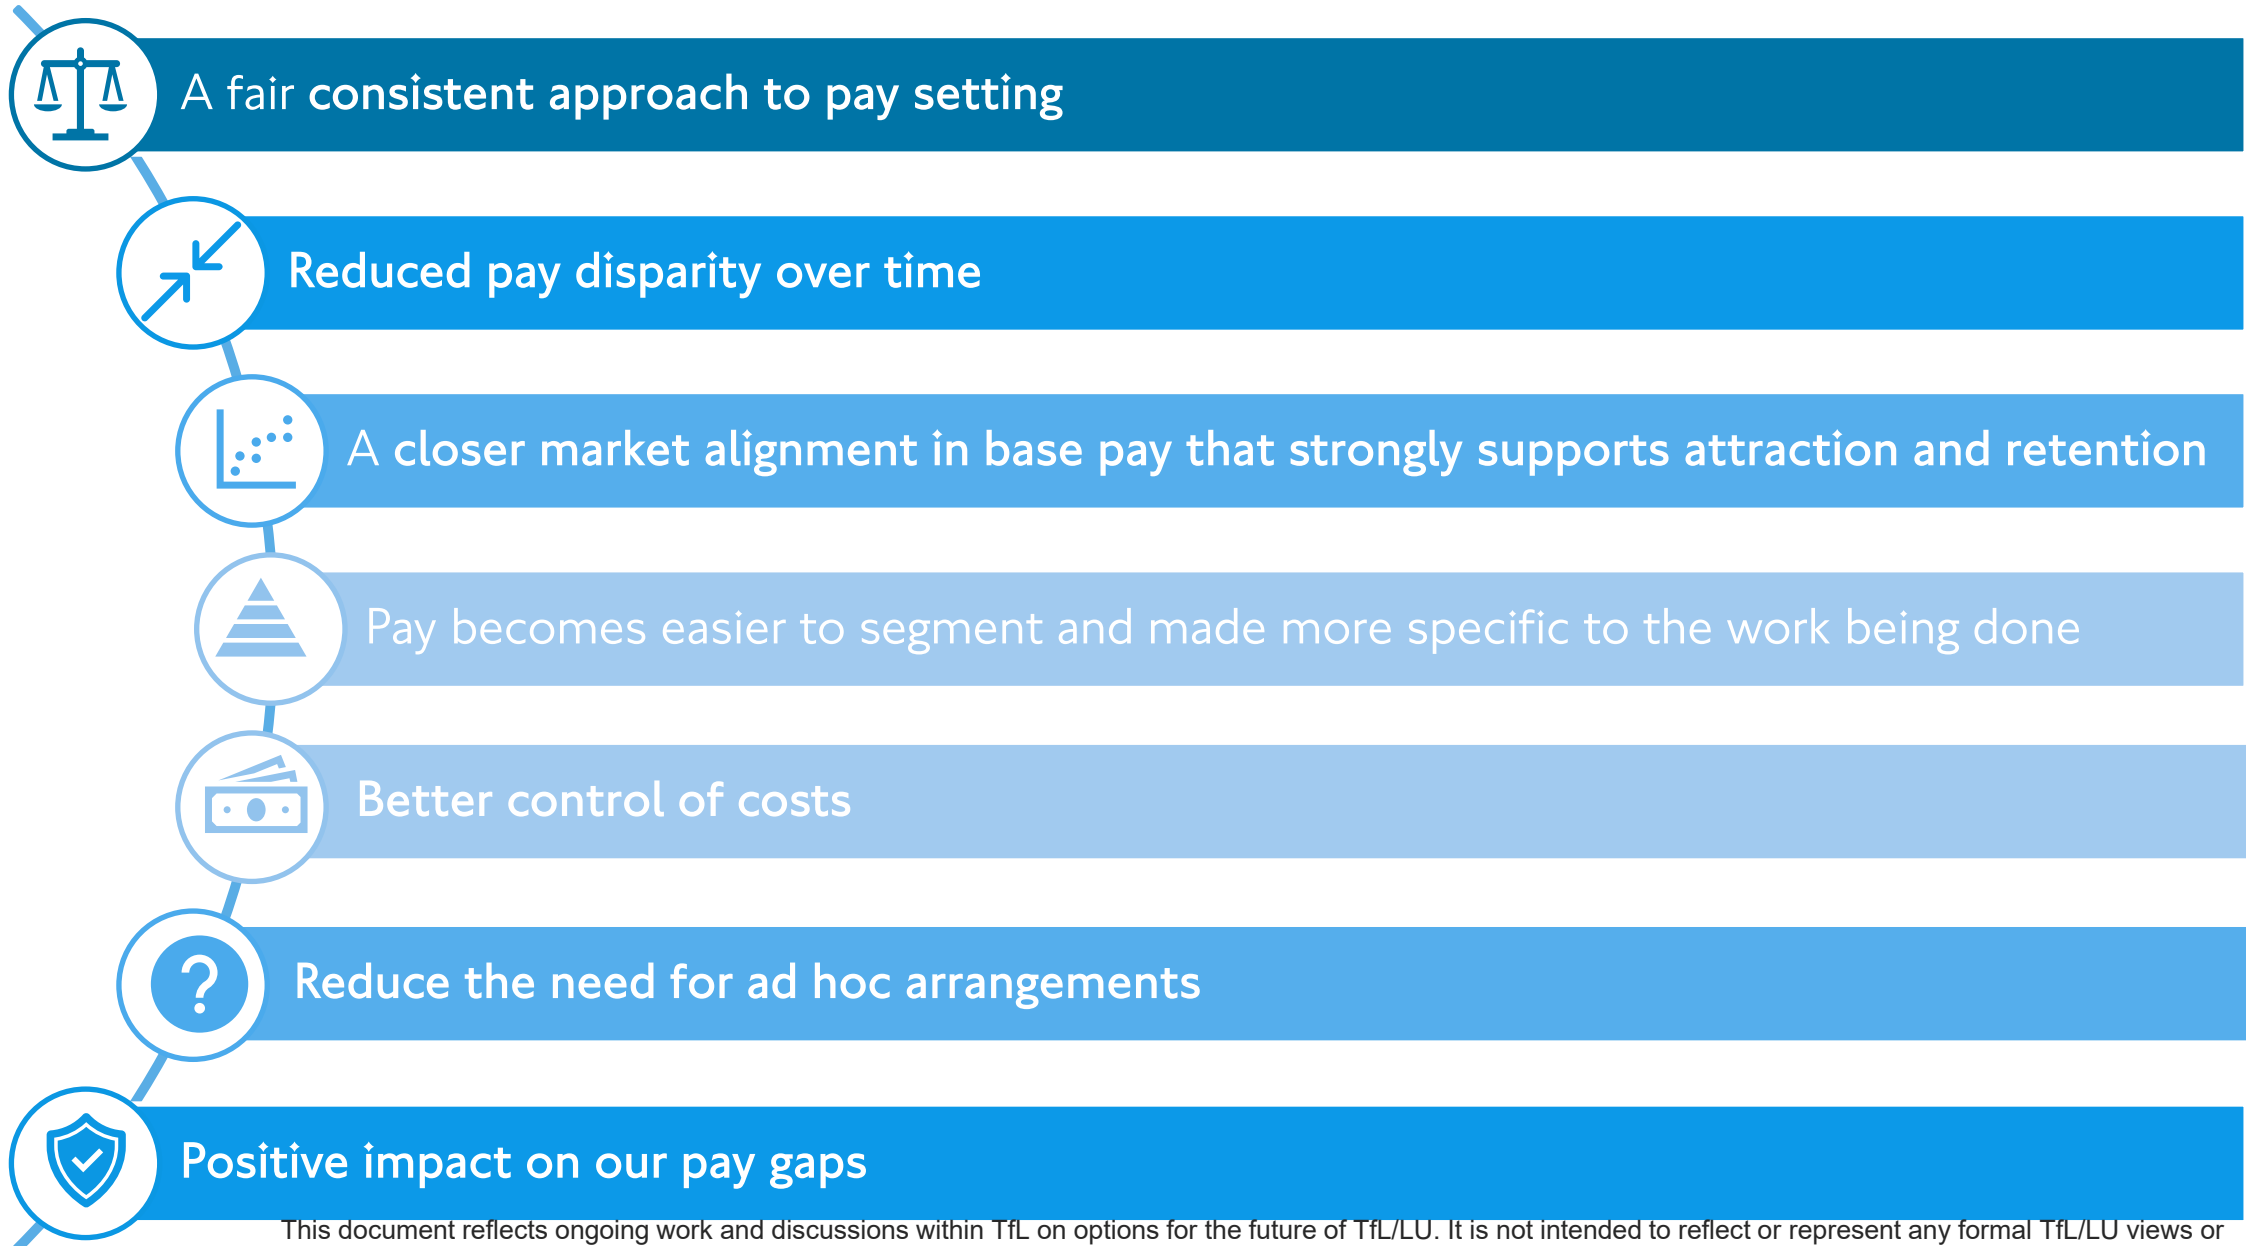 A fair consistent approach to pay setting
Reduced pay disparity over time
A closer market alignment in base pay that strongly supports attraction and retention
Pay becomes easier to segment and made more specific to the work being done
Better control of costs
?
Reduce the need for ad hoc arrangements
Positive impact on our pay gaps
This document reflects ongoing work and discussions within TfL on options for the future of TfL/LU. It is not intended to reflect or represent any formal TfL/LU views or